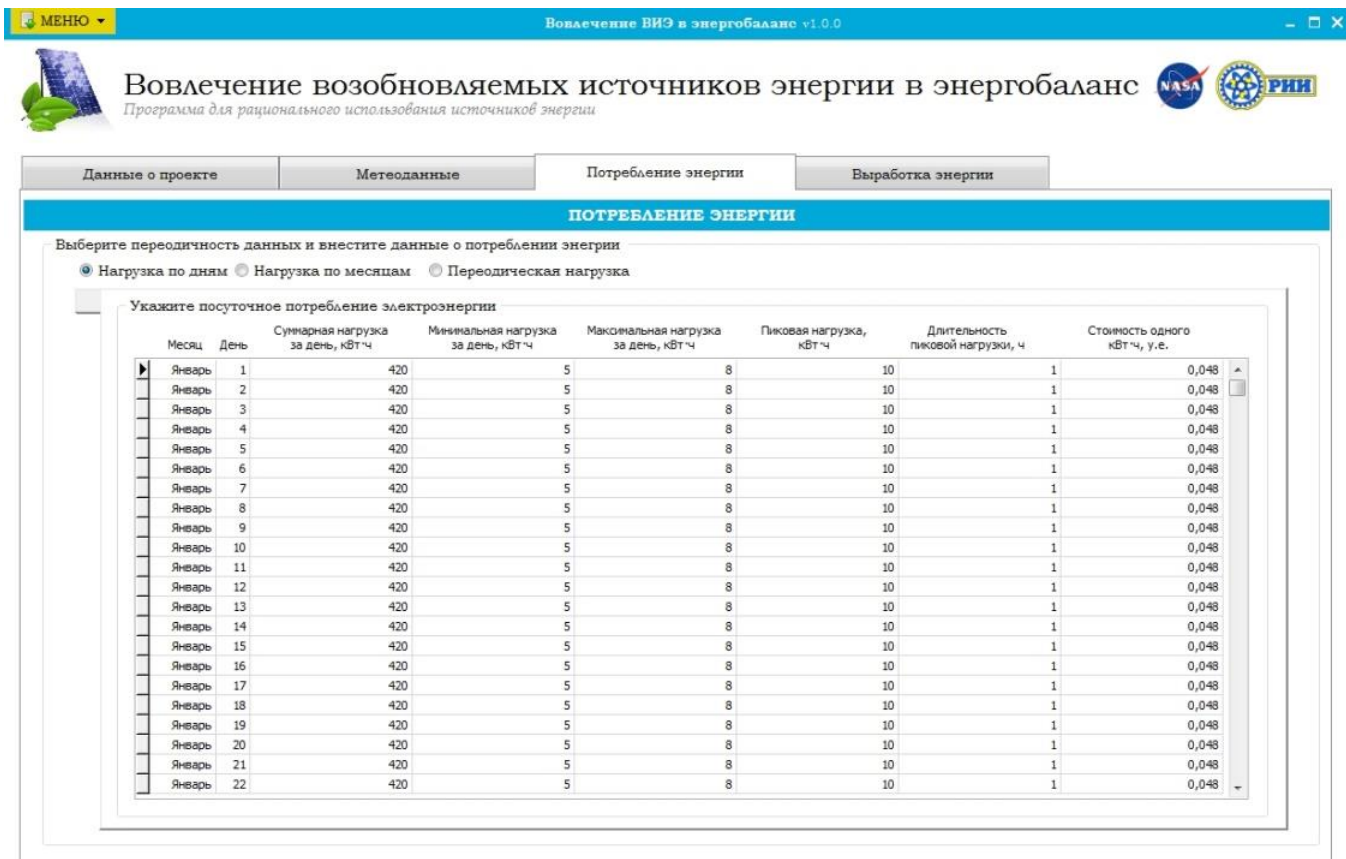 МЕНЮ
Вовлечение ВИЭ в энергобаланс v1.0.0
Вовлечение возобновляемых источников энергии в энергобаланс
NASA
РИИ
Программа для рационального использования источников энергии
Данные о проекте Метеоданные Потребление энергии Выработка энергии
ПОТРЕБЛЕНИЕ ЭНЕРГИИ
Выберите переодичность данных и внестите данные о потреблении энегрии
Нагрузка по дням Нагрузка по месяцам Переодическая нагрузка
Укажите посуточное потребление электроэнергии
Месяц День Суммарная нагрузка за день, кВт·ч Минимальная нагрузка за день, кВт·ч Максимальная нагрузка за день, кВт·ч Пиковая нагрузка, кВт·ч Длительность пиковой нагрузки, ч Стоимость одного кВт·ч, у.е.
Январь 1 420 5 8 10 1 0,048
Январь 2 420 5 8 10 1 0,048
Январь 3 420 5 8 10 1 0,048
Январь 4 420 5 8 10 1 0,048
Январь 5 420 5 8 10 1 0,048
Январь 6 420 5 8 10 1 0,048
Январь 7 420 5 8 10 1 0,048
Январь 8 420 5 8 10 1 0,048
Январь 9 420 5 8 10 1 0,048
Январь 10 420 5 8 10 1 0,048
Январь 11 420 5 8 10 1 0,048
Январь 12 420 5 8 10 1 0,048
Январь 13 420 5 8 10 1 0,048
Январь 14 420 5 8 10 1 0,048
Январь 15 420 5 8 10 1 0,048
Январь 16 420 5 8 10 1 0,048
Январь 17 420 5 8 10 1 0,048
Январь 18 420 5 8 10 1 0,048
Январь 19 420 5 8 10 1 0,048
Январь 20 420 5 8 10 1 0,048
Январь 21 420 5 8 10 1 0,048
Январь 22 420 5 8 10 1 0,048